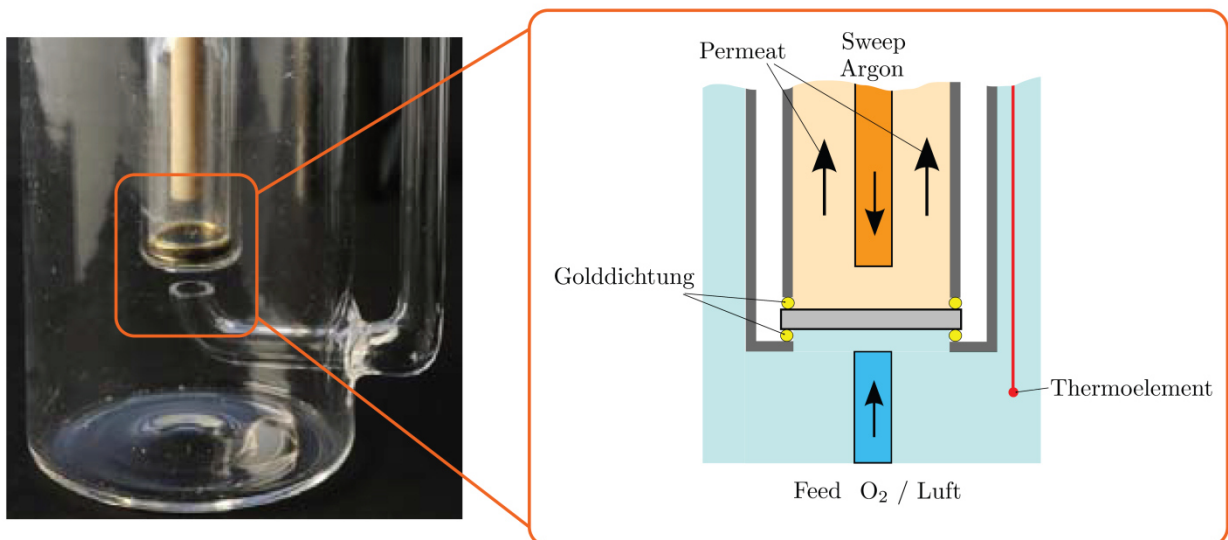 Sweep
Argon
Permeat
Golddichtung
Thermoelement
Feed O₂ / Luft